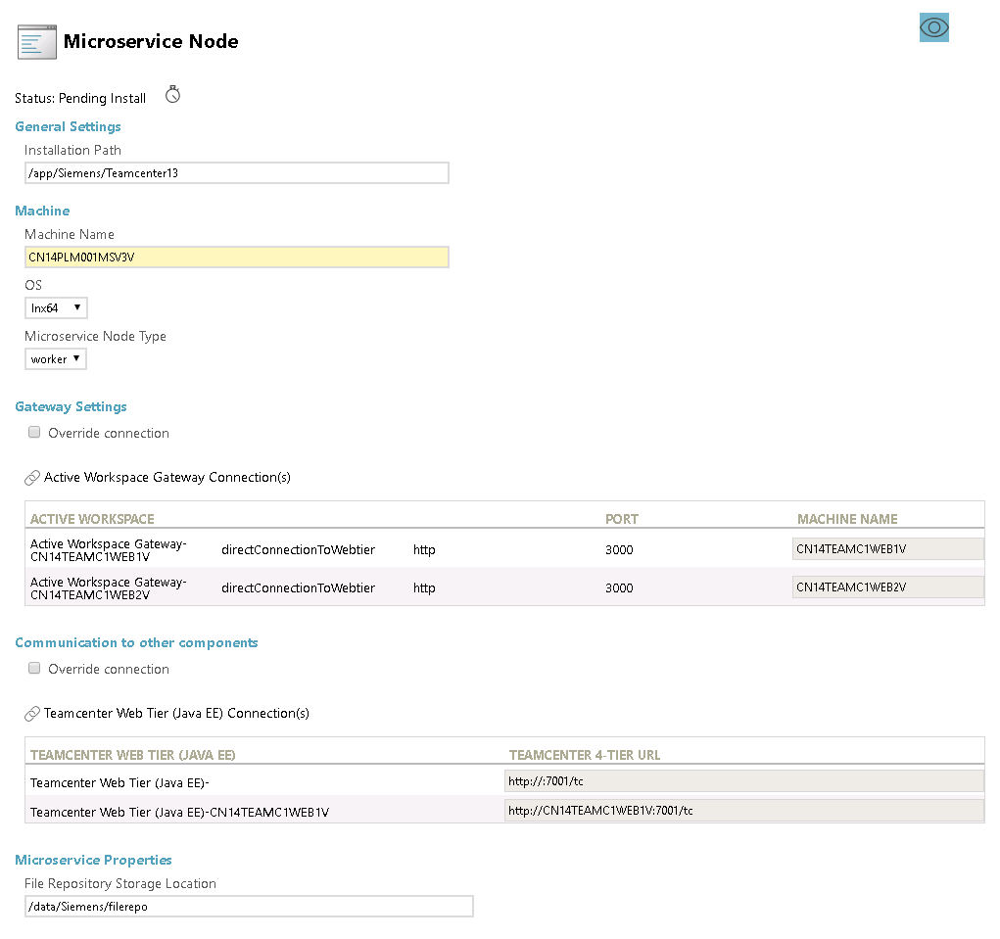 Microservice Node
Status: Pending Install
General Settings
Installation Path
/app/Siemens/Teamcenter13
Machine
Machine Name
CN14PLM001MSV3V
OS
lnx64
Microservice Node Type
worker
Gateway Settings
Override connection
Active Workspace Gateway Connection(s)
ACTIVE WORKSPACE PORT MACHINE NAME
Active Workspace Gateway-
CN14TEAMC1WEB1V directConnectionToWebtier http 3000 CN14TEAMC1WEB1V
Active Workspace Gateway-
CN14TEAMC1WEB2V directConnectionToWebtier http 3000 CN14TEAMC1WEB2V
Communication to other components
Override connection
Teamcenter Web Tier (Java EE) Connection(s)
TEAMCENTER WEB TIER (JAVA EE) TEAMCENTER 4-TIER URL
Teamcenter Web Tier (Java EE)- http://:7001/tc
Teamcenter Web Tier (Java EE)-CN14TEAMC1WEB1V http://CN14TEAMC1WEB1V:7001/tc
Microservice Properties
File Repository Storage Location
/data/Siemens/filerepo